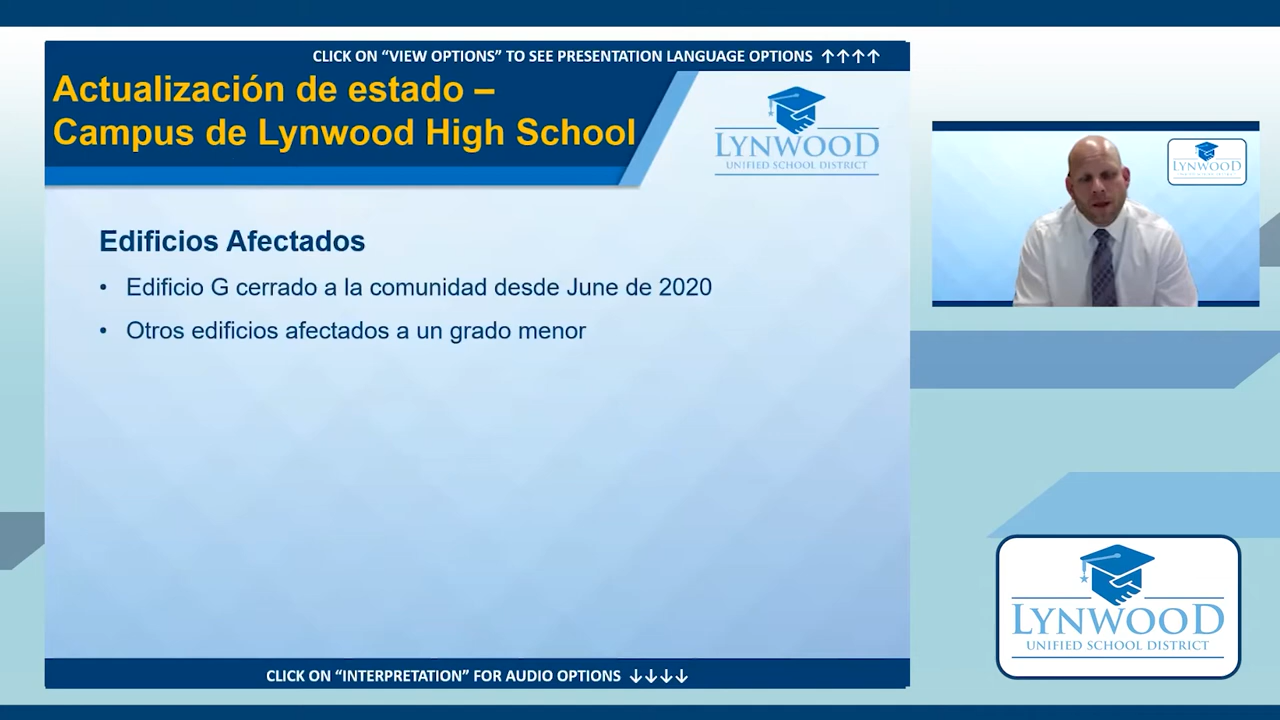 CLICK ON “VIEW OPTIONS” TO SEE PRESENTATION LANGUAGE OPTIONS ↑↑↑↑
Actualización de estado –
Campus de Lynwood High School
LYNWOOD
UNIFIED SCHOOL DISTRICT
LYNWOOD
Edificios Afectados
• Edificio G cerrado a la comunidad desde June de 2020
• Otros edificios afectados a un grado menor
LYNWOOD
UNIFIED SCHOOL DISTRICT
CLICK ON “INTERPRETATION” FOR AUDIO OPTIONS ↓↓↓↓